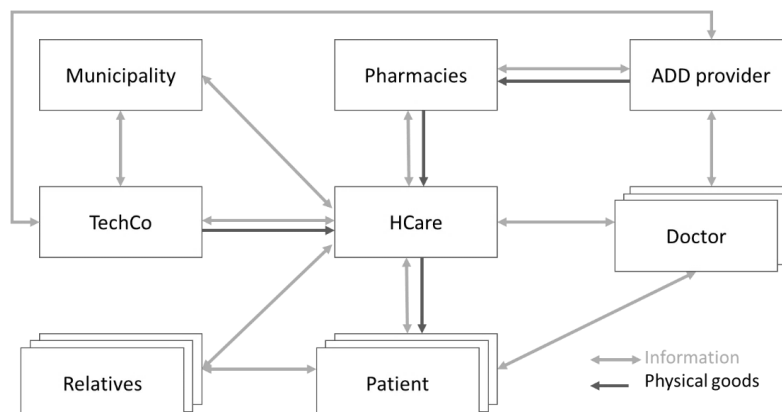 Municipality
Pharmacies
ADD provider
TechCo
HCare
Doctor
Relatives
Patient
Information
Physical goods